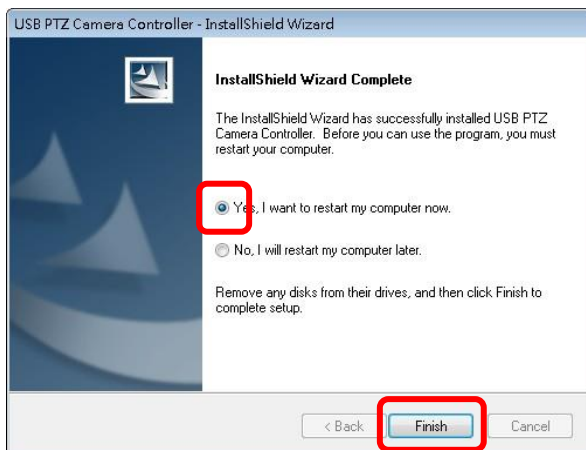 USB PTZ Camera Controller - InstallShield Wizard
InstallShield Wizard Complete
The InstallShield Wizard has successfully installed USB PTZ
Camera Controller. Before you can use the program, you must
restart your computer.
Yes, I want to restart my computer now.
No, I will restart my computer later.
Remove any disks from their drives, and then click Finish to
complete setup.
< Back Finish Cancel